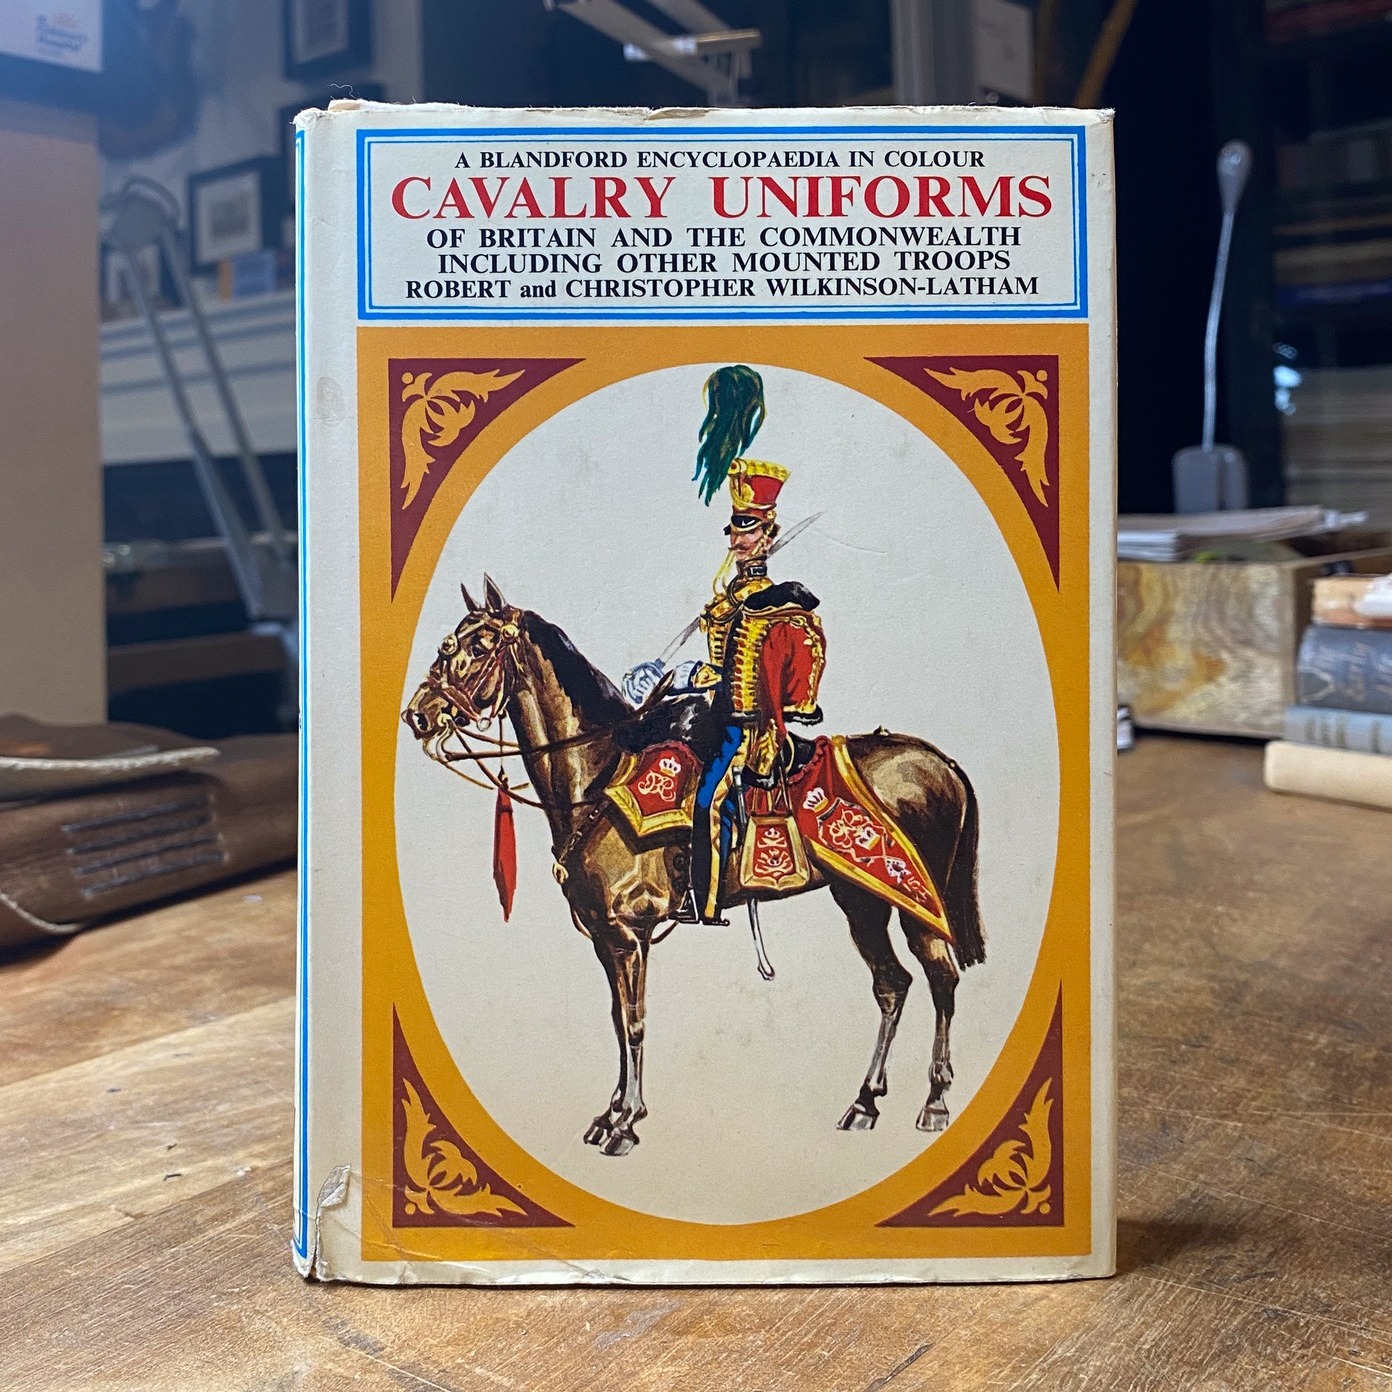 A BLANDFORD ENCYCLOPAEDIA IN COLOUR
CAVALRY UNIFORMS
OF BRITAIN AND THE COMMONWEALTH
INCLUDING OTHER MOUNTED TROOPS
ROBERT and CHRISTOPHER WILKINSON-LATHAM